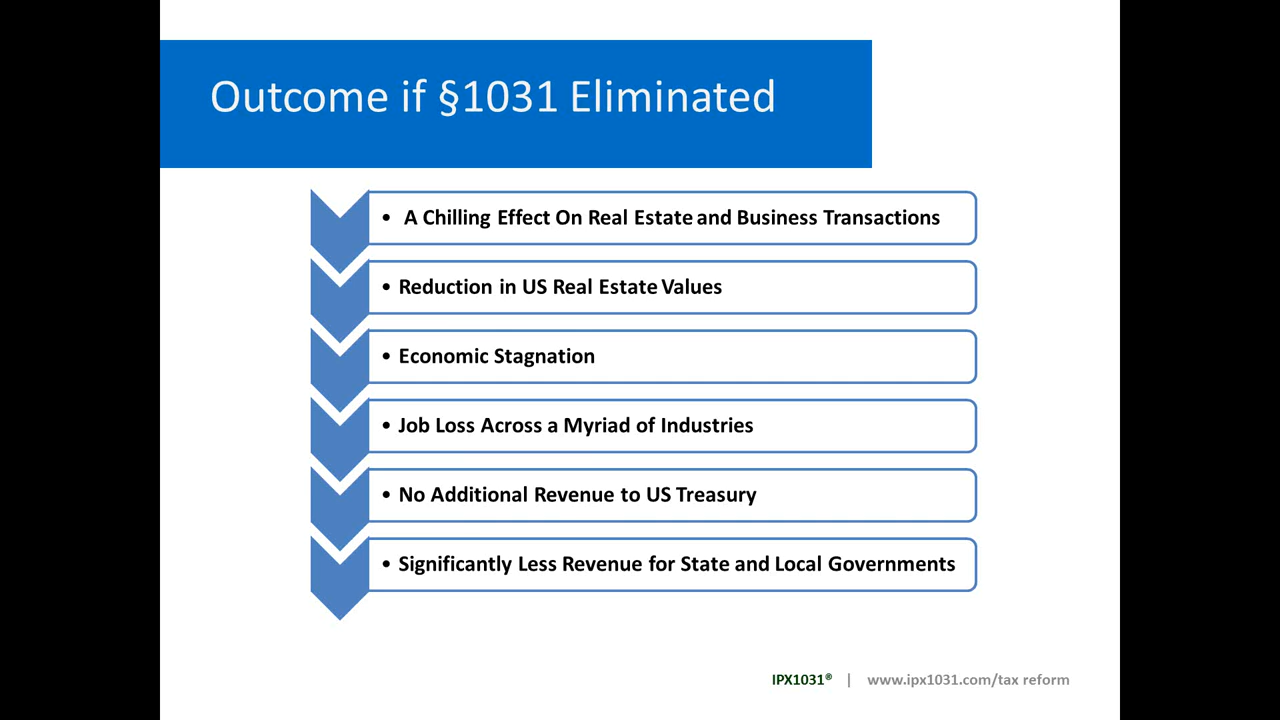 Outcome if §1031 Eliminated
• A Chilling Effect On Real Estate and Business Transactions
• Reduction in US Real Estate Values
• Economic Stagnation
• Job Loss Across a Myriad of Industries
• No Additional Revenue to US Treasury
• Significantly Less Revenue for State and Local Governments
IPX1031® | www.ipx1031.com/tax reform